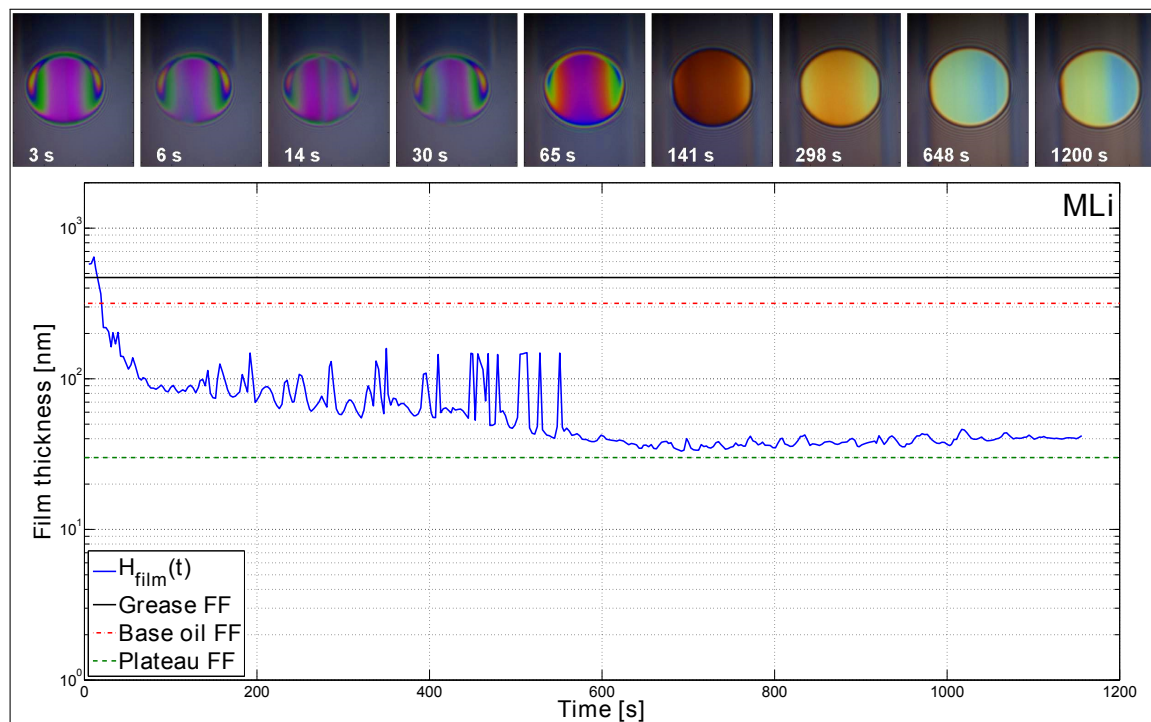 3 s 6 s 14 s 30 s 65 s 141 s 298 s 648 s 1200 s
MLi
10³
10²
10¹
10⁰
Film thickness [nm]
H_film(t)
Grease FF
Base oil FF
Plateau FF
0 200 400 600 800 1000 1200
Time [s]